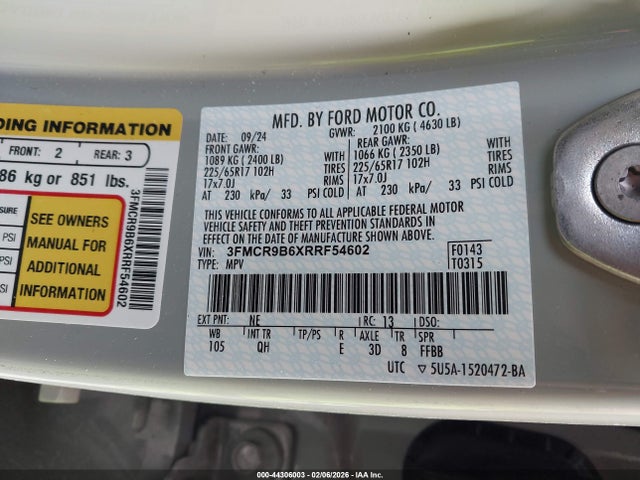 DING INFORMATION
FRONT: 2
REAR: 3
86 kg or 851 lbs.
SURE
PSI
PSI
PSI
SEE OWNERS
MANUAL FOR
ADDITIONAL
INFORMATION
3FMCR9B6XRRF54602
MFD. BY FORD MOTOR CO.
DATE: 09/24
GVWR: 2100 KG ( 4630 LB)
FRONT GAWR:
1089 KG ( 2400 LB)
225/65R17 102H
17x7.0J
WITH
TIRES
RIMS
AT 230 kPa/ 33 PSI COLD
REAR GAWR:
1066 KG ( 2350 LB)
225/65R17 102H
17x7.0J
WITH
TIRES
RIMS
AT 230 kPa/ 33 PSI COLD
THIS VEHICLE CONFORMS TO ALL APPLICABLE FEDERAL MOTOR
VEHICLE SAFETY AND THEFT PREVENTION STANDARDS IN EFFECT ON
THE DATE OF MANUFACTURE SHOWN ABOVE.
VIN: 3FMCR9B6XRRF54602
TYPE: MPV
F0143
T0315
EXT PNT: NE RC: 13 DSO:
WB INT TR TP/PS R AXLE TR SPR
105 QH E 3D 8 FFBB
UTC ▽5U5A-1520472-BA
000-44306003 - 02/06/2026 - IAA Inc.